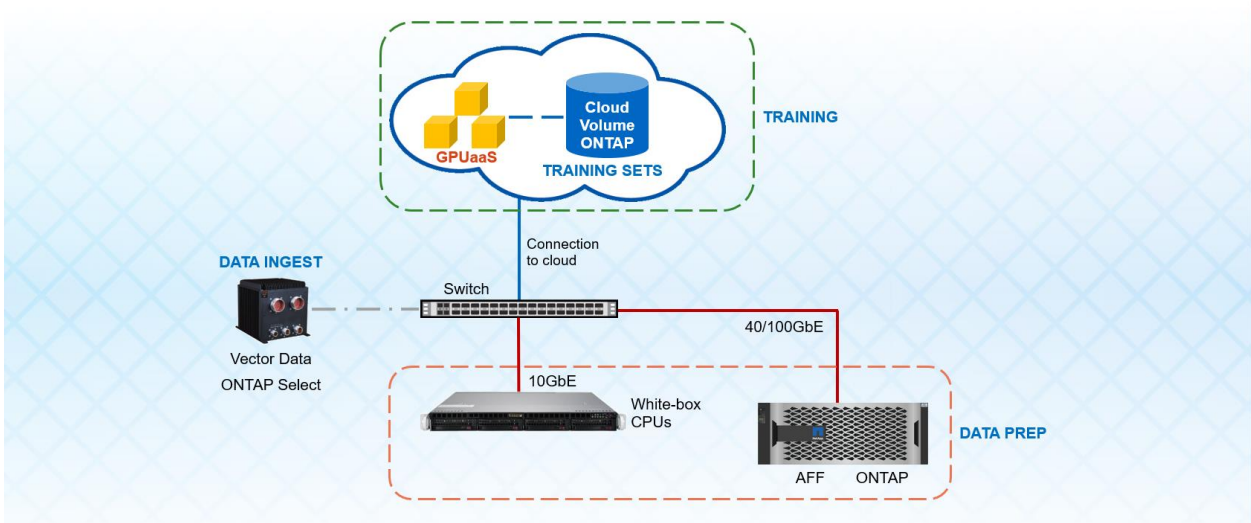 Cloud
Volume
ONTAP
GPUaaS
TRAINING SETS
TRAINING
Connection
to cloud
DATA INGEST
Switch
Vector Data
ONTAP Select
40/100GbE
10GbE
White-box
CPUs
DATA PREP
AFF ONTAP